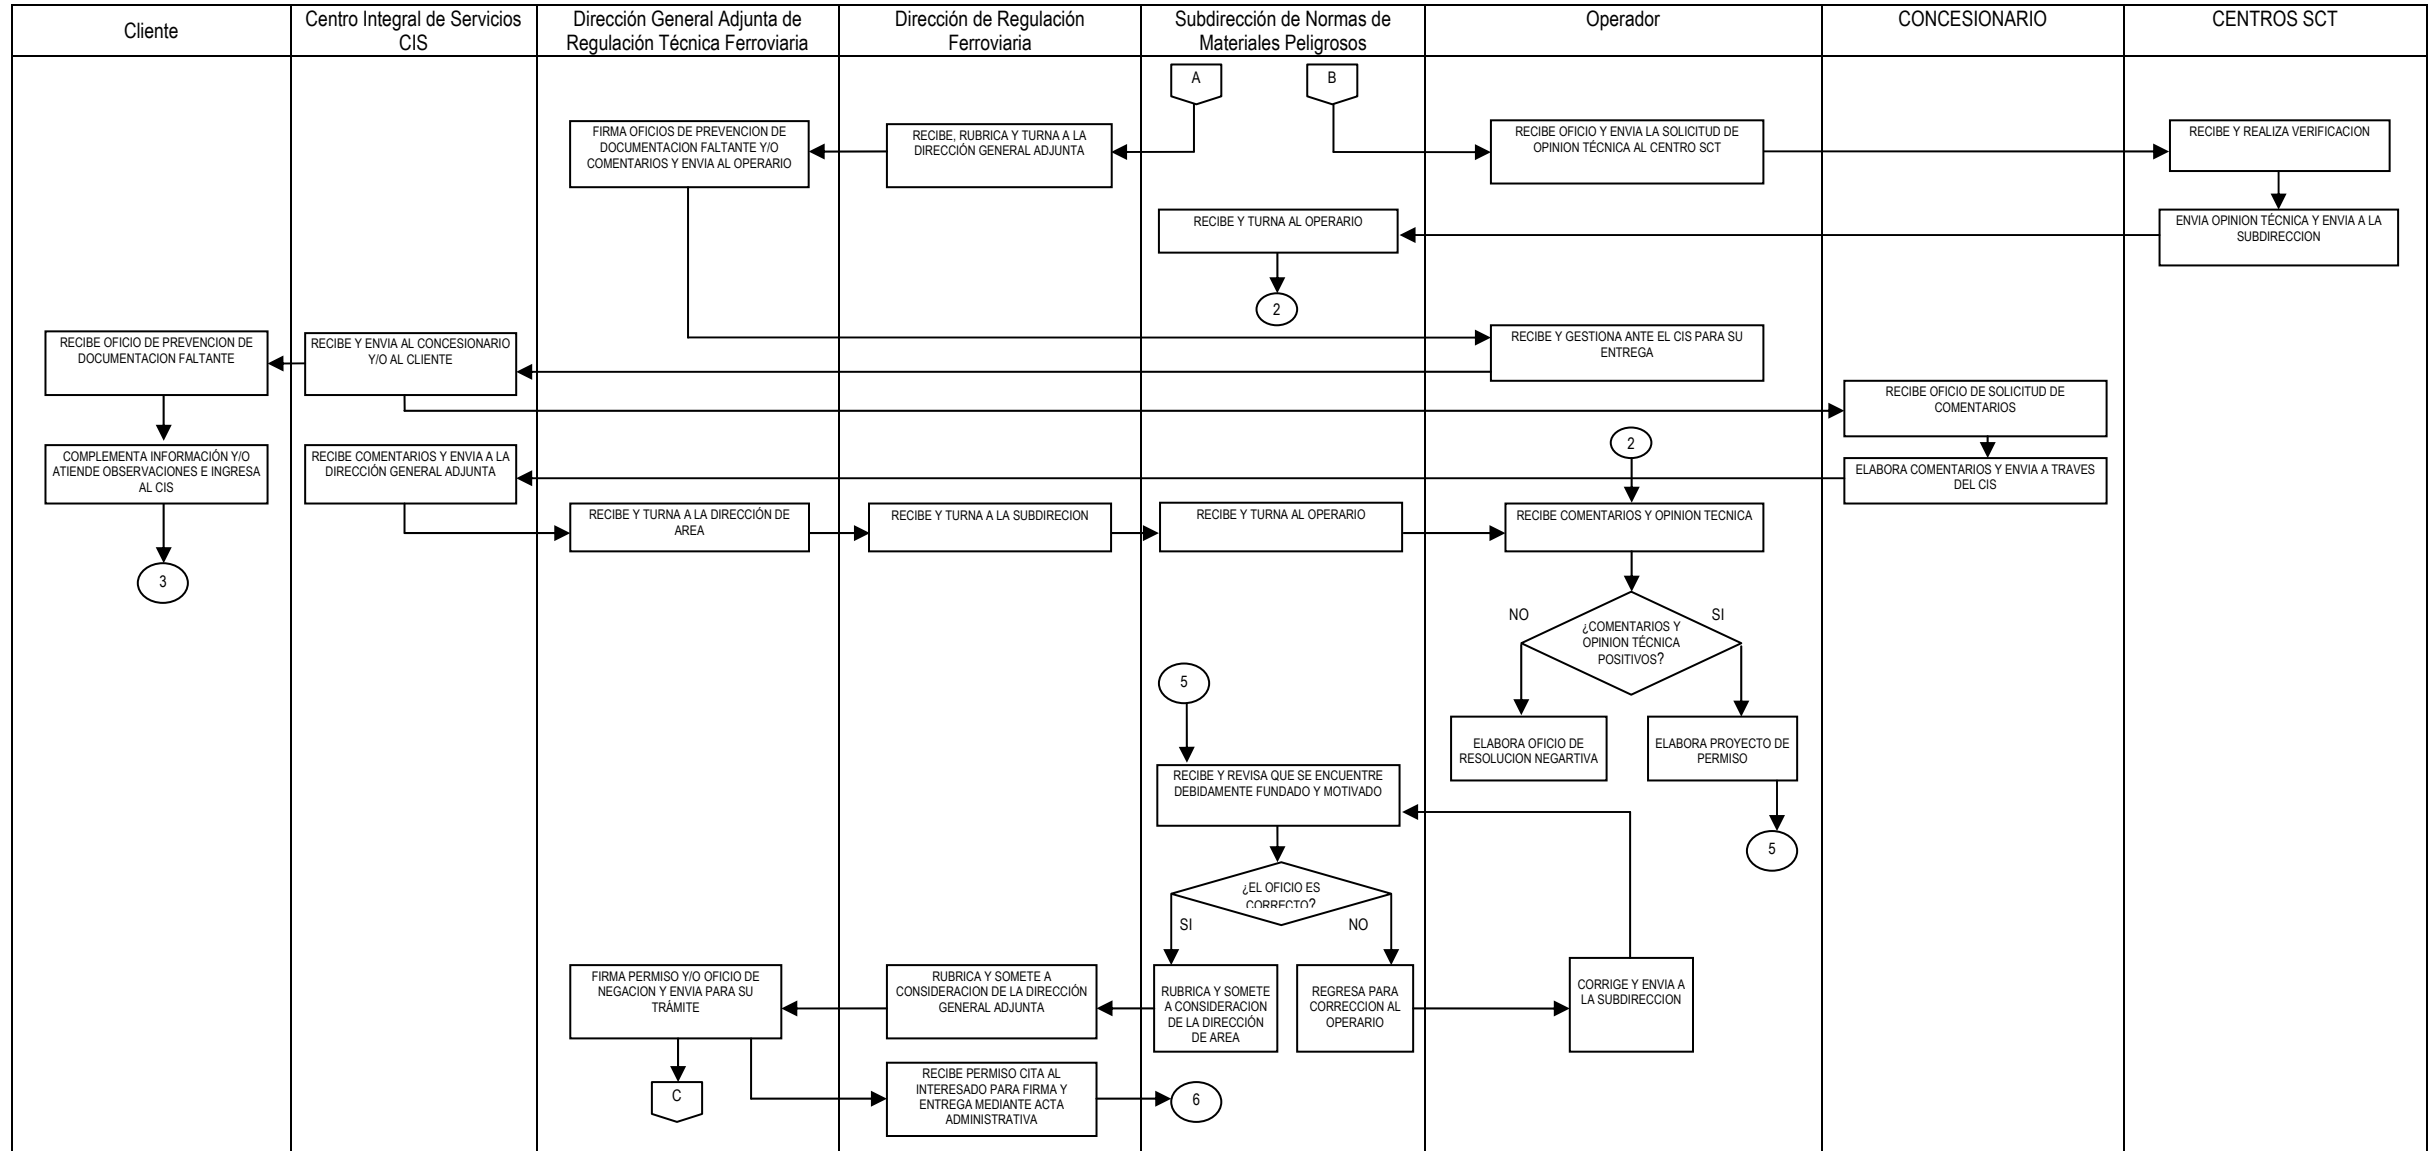 Cliente
Centro Integral de Servicios
CIS
Dirección General Adjunta de
Regulación Técnica Ferroviaria
Dirección de Regulación
Ferroviaria
Subdirección de Normas de
Materiales Peligrosos
Operador
CONCESIONARIO
CENTROS SCT
A
B
FIRMA OFICIOS DE PREVENCION DE
DOCUMENTACION FALTANTE Y/O
COMENTARIOS Y ENVIA AL OPERARIO
RECIBE, RUBRICA Y TURNA A LA
DIRECCIÓN GENERAL ADJUNTA
RECIBE OFICIO Y ENVIA LA SOLICITUD DE
OPINION TÉCNICA AL CENTRO SCT
RECIBE Y REALIZA VERIFICACION
RECIBE Y TURNA AL OPERARIO
ENVIA OPINION TÉCNICA Y ENVIA A LA
SUBDIRECCION
2
RECIBE OFICIO DE PREVENCION DE
DOCUMENTACION FALTANTE
RECIBE Y ENVIA AL CONCESIONARIO
Y/O AL CLIENTE
RECIBE Y GESTIONA ANTE EL CIS PARA SU
ENTREGA
RECIBE OFICIO DE SOLICITUD DE
COMENTARIOS
2
COMPLEMENTA INFORMACIÓN Y/O
ATIENDE OBSERVACIONES E INGRESA
AL CIS
RECIBE COMENTARIOS Y ENVIA A LA
DIRECCIÓN GENERAL ADJUNTA
ELABORA COMENTARIOS Y ENVIA A TRAVES
DEL CIS
RECIBE Y TURNA A LA DIRECCIÓN DE
AREA
RECIBE Y TURNA A LA SUBDIRECION
RECIBE Y TURNA AL OPERARIO
RECIBE COMENTARIOS Y OPINION TECNICA
3
NO
SI
¿COMENTARIOS Y
OPINION TÉCNICA
POSITIVOS?
5
ELABORA OFICIO DE
RESOLUCION NEGARTIVA
ELABORA PROYECTO DE
PERMISO
RECIBE Y REVISA QUE SE ENCUENTRE
DEBIDAMENTE FUNDADO Y MOTIVADO
5
¿EL OFICIO ES
CORRECTO?
SI
NO
FIRMA PERMISO Y/O OFICIO DE
NEGACION Y ENVIA PARA SU
TRÁMITE
RUBRICA Y SOMETE A
CONSIDERACION DE LA DIRECCIÓN
GENERAL ADJUNTA
RUBRICA Y SOMETE
A CONSIDERACION
DE LA DIRECCIÓN
DE AREA
REGRESA PARA
CORRECCION AL
OPERARIO
CORRIGE Y ENVIA A
LA SUBDIRECCION
C
RECIBE PERMISO CITA AL
INTERESADO PARA FIRMA Y
ENTREGA MEDIANTE ACTA
ADMINISTRATIVA
6